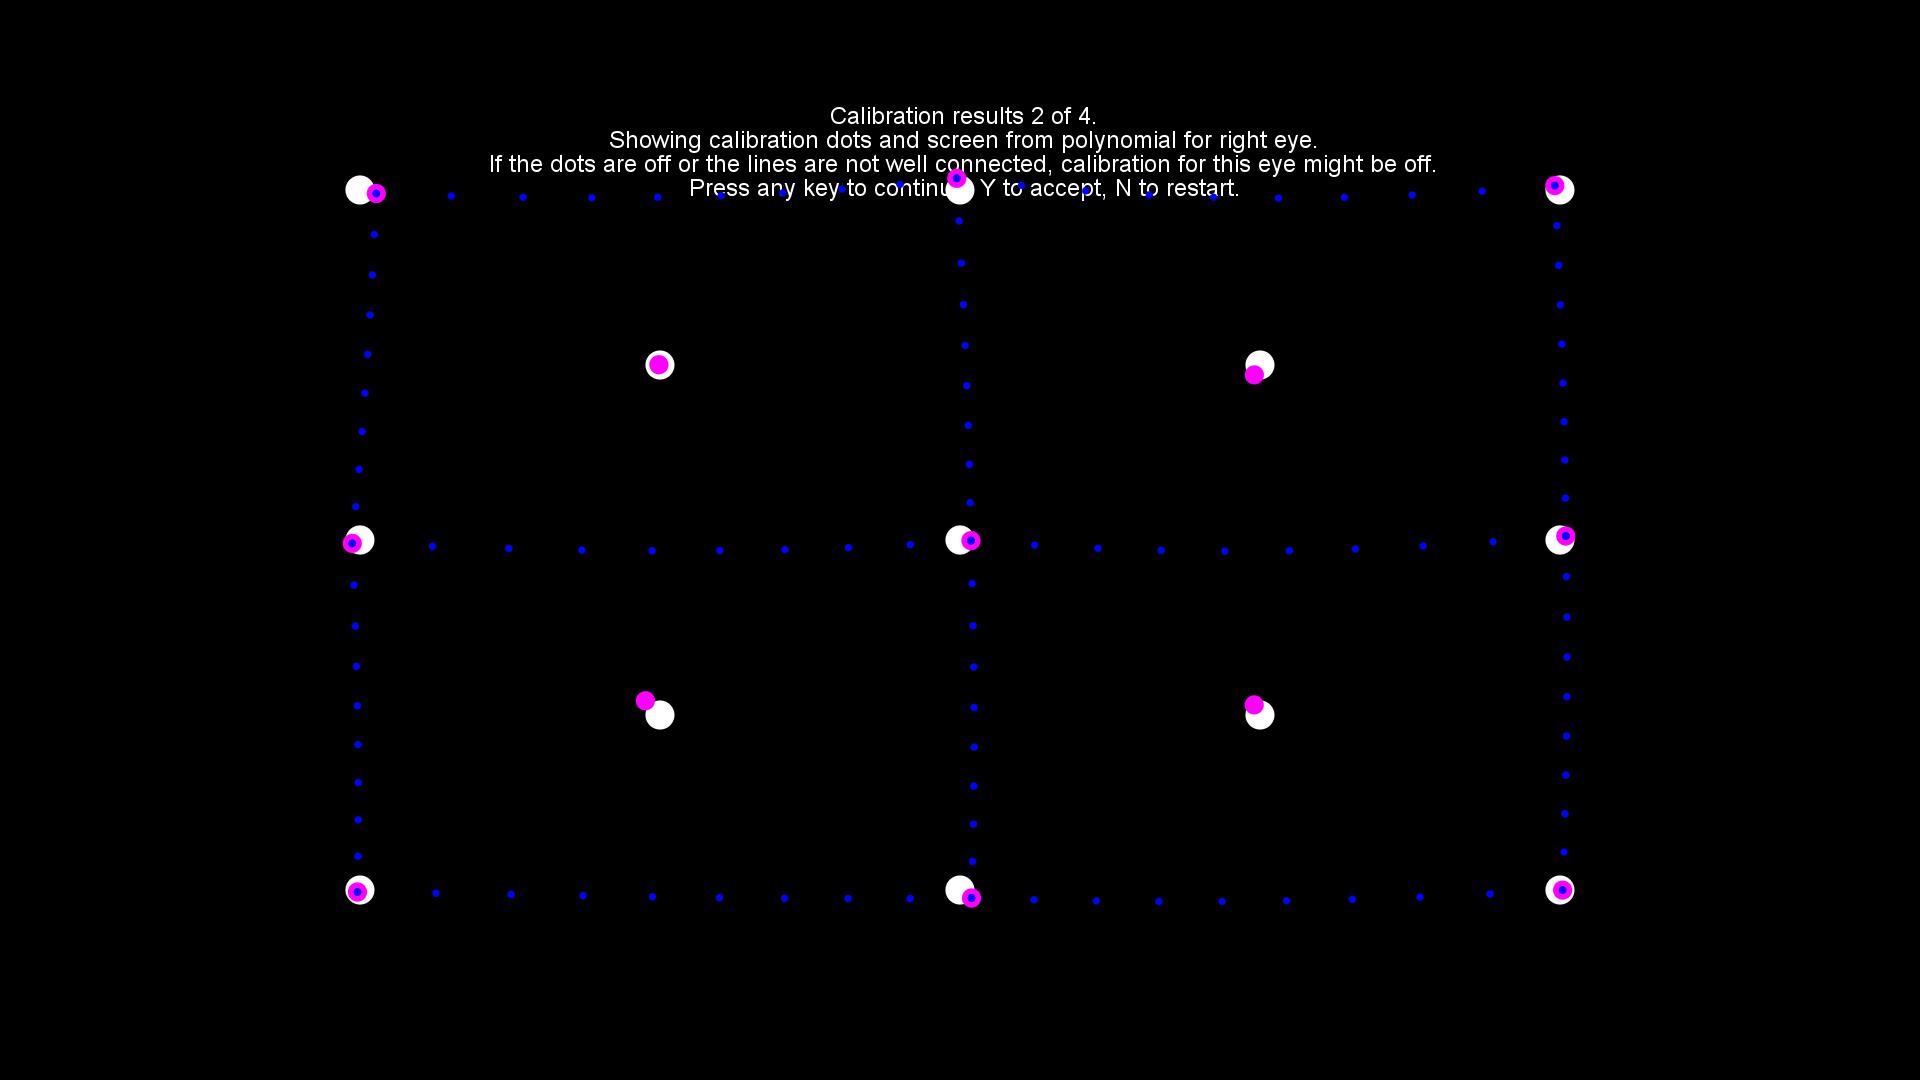 Calibration results 2 of 4.
Showing calibration dots and screen from polynomial for right eye.
If the dots are off or the lines are not well connected, calibration for this eye might be off.
Press any key to continue, Y to accept, N to restart.